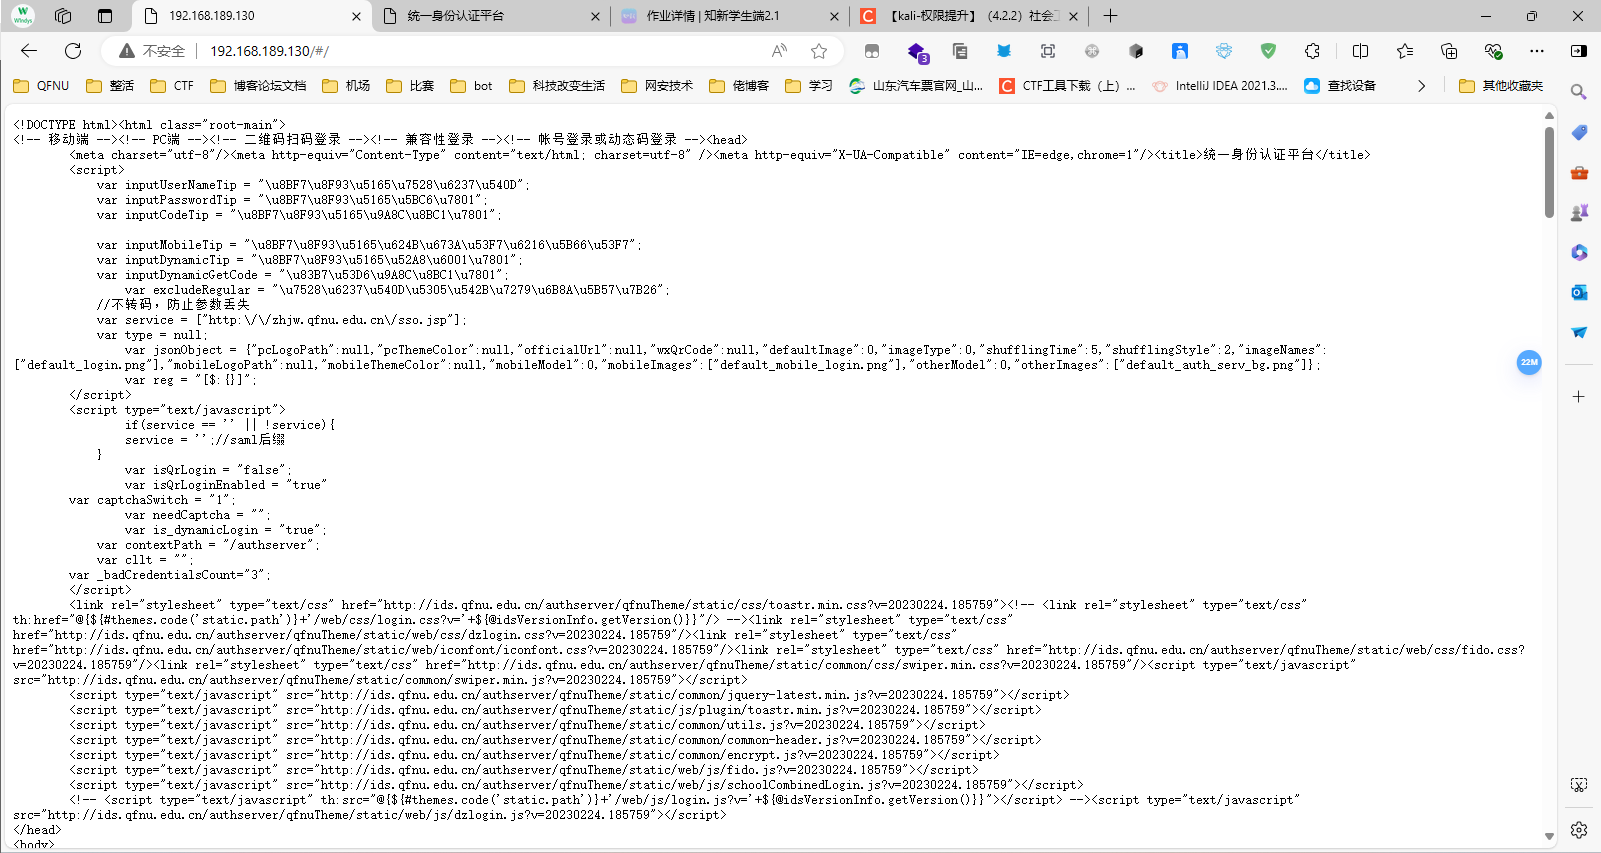 W
Windys
192.168.189.130
统一身份认证平台
作业详情 | 知新学生端2.1
【kali-权限提升】（4.2.2）社会工
不安全
192.168.189.130/#/
3
QFNU
整活
CTF
博客论坛文档
机场
比赛
bot
科技改变生活
网安技术
佬博客
学习
山东汽车票官网_山...
CTF工具下载（上）...
IntelliJ IDEA 2021.3....
查找设备
其他收藏夹
<!DOCTYPE html><html class="root-main">
<!-- 移动端 --><!-- PC端 --><!-- 二维码扫码登录 --><!-- 兼容性登录 --><!-- 帐号登录或动态码登录 --><head>
<meta charset="utf-8"/><meta http-equiv="Content-Type" content="text/html; charset=utf-8" /><meta http-equiv="X-UA-Compatible" content="IE=edge,chrome=1"/><title>统一身份认证平台</title>
<script>
var inputUserNameTip = "\u8BF7\u8F93\u5165\u7528\u6237\u540D";
var inputPasswordTip = "\u8BF7\u8F93\u5165\u5BC6\u7801";
var inputCodeTip = "\u8BF7\u8F93\u5165\u9A8C\u8BC1\u7801";
var inputMobileTip = "\u8BF7\u8F93\u5165\u624B\u673A\u53F7\u6216\u5B66\u53F7";
var inputDynamicTip = "\u8BF7\u8F93\u5165\u52A8\u6001\u7801";
var inputDynamicGetCode = "\u83B7\u53D6\u9A8C\u8BC1\u7801";
var excludeRegular = "\u7528\u6237\u540D\u5305\u542B\u7279\u6B8A\u5B57\u7B26";
//不转码，防止参数丢失
var service = ["http:\/\/zhjw.qfnu.edu.cn\/sso.jsp"];
var type = null;
var jsonObject = {"pcLogoPath":null,"pcThemeColor":null,"officialUrl":null,"wxQrCode":null,"defaultImage":0,"imageType":0,"shufflingTime":5,"shufflingStyle":2,"imageNames":
["default_login.png"],"mobileLogoPath":null,"mobileThemeColor":null,"mobileModel":0,"mobileImages":["default_mobile_login.png"],"otherModel":0,"otherImages":["default_auth_serv_bg.png"]};
var reg = "[$:{}]";
</script>
<script type="text/javascript">
if(service == '' || !service){
service = '';//saml后缀
}
var isQrLogin = "false";
var isQrLoginEnabled = "true"
var captchaSwitch = "1";
var needCaptcha = "";
var is_dynamicLogin = "true";
var contextPath = "/authserver";
var cllt = "";
var _badCredentialsCount="3";
</script>
<link rel="stylesheet" type="text/css" href="http://ids.qfnu.edu.cn/authserver/qfnuTheme/static/css/toastr.min.css?v=20230224.185759"><!-- <link rel="stylesheet" type="text/css"
th:href="@{${#themes.code('static.path')}+'/web/css/login.css?v='+${@idsVersionInfo.getVersion()}}"/> --><link rel="stylesheet" type="text/css"
href="http://ids.qfnu.edu.cn/authserver/qfnuTheme/static/web/css/dzlogin.css?v=20230224.185759"/><link rel="stylesheet" type="text/css"
href="http://ids.qfnu.edu.cn/authserver/qfnuTheme/static/web/iconfont/iconfont.css?v=20230224.185759"/><link rel="stylesheet" type="text/css" href="http://ids.qfnu.edu.cn/authserver/qfnuTheme/static/web/css/fido.css?
v=20230224.185759"/><link rel="stylesheet" type="text/css" href="http://ids.qfnu.edu.cn/authserver/qfnuTheme/static/common/css/swiper.min.css?v=20230224.185759"/><script type="text/javascript"
src="http://ids.qfnu.edu.cn/authserver/qfnuTheme/static/common/swiper.min.js?v=20230224.185759"></script>
<script type="text/javascript" src="http://ids.qfnu.edu.cn/authserver/qfnuTheme/static/common/jquery-latest.min.js?v=20230224.185759"></script>
<script type="text/javascript" src="http://ids.qfnu.edu.cn/authserver/qfnuTheme/static/js/plugin/toastr.min.js?v=20230224.185759"></script>
<script type="text/javascript" src="http://ids.qfnu.edu.cn/authserver/qfnuTheme/static/common/utils.js?v=20230224.185759"></script>
<script type="text/javascript" src="http://ids.qfnu.edu.cn/authserver/qfnuTheme/static/common/common-header.js?v=20230224.185759"></script>
<script type="text/javascript" src="http://ids.qfnu.edu.cn/authserver/qfnuTheme/static/common/encrypt.js?v=20230224.185759"></script>
<script type="text/javascript" src="http://ids.qfnu.edu.cn/authserver/qfnuTheme/static/web/js/fido.js?v=20230224.185759"></script>
<script type="text/javascript" src="http://ids.qfnu.edu.cn/authserver/qfnuTheme/static/web/js/schoolCombinedLogin.js?v=20230224.185759"></script>
<!-- <script type="text/javascript" th:src="@{${#themes.code('static.path')}+'/web/js/login.js?v='+${@idsVersionInfo.getVersion()}}"></script> --><script type="text/javascript"
src="http://ids.qfnu.edu.cn/authserver/qfnuTheme/static/web/js/dzlogin.js?v=20230224.185759"></script>
</head>
<body>
22M